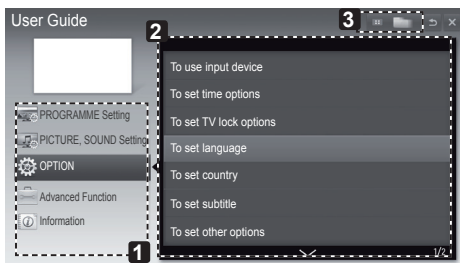 User Guide
2
3
To use input device
To set time options
To set TV lock options
To set language
To set country
To set subtitle
To set other options
1/2
PROGRAMME Setting
PICTURE, SOUND Setting
OPTION
Advanced Function
Information
1